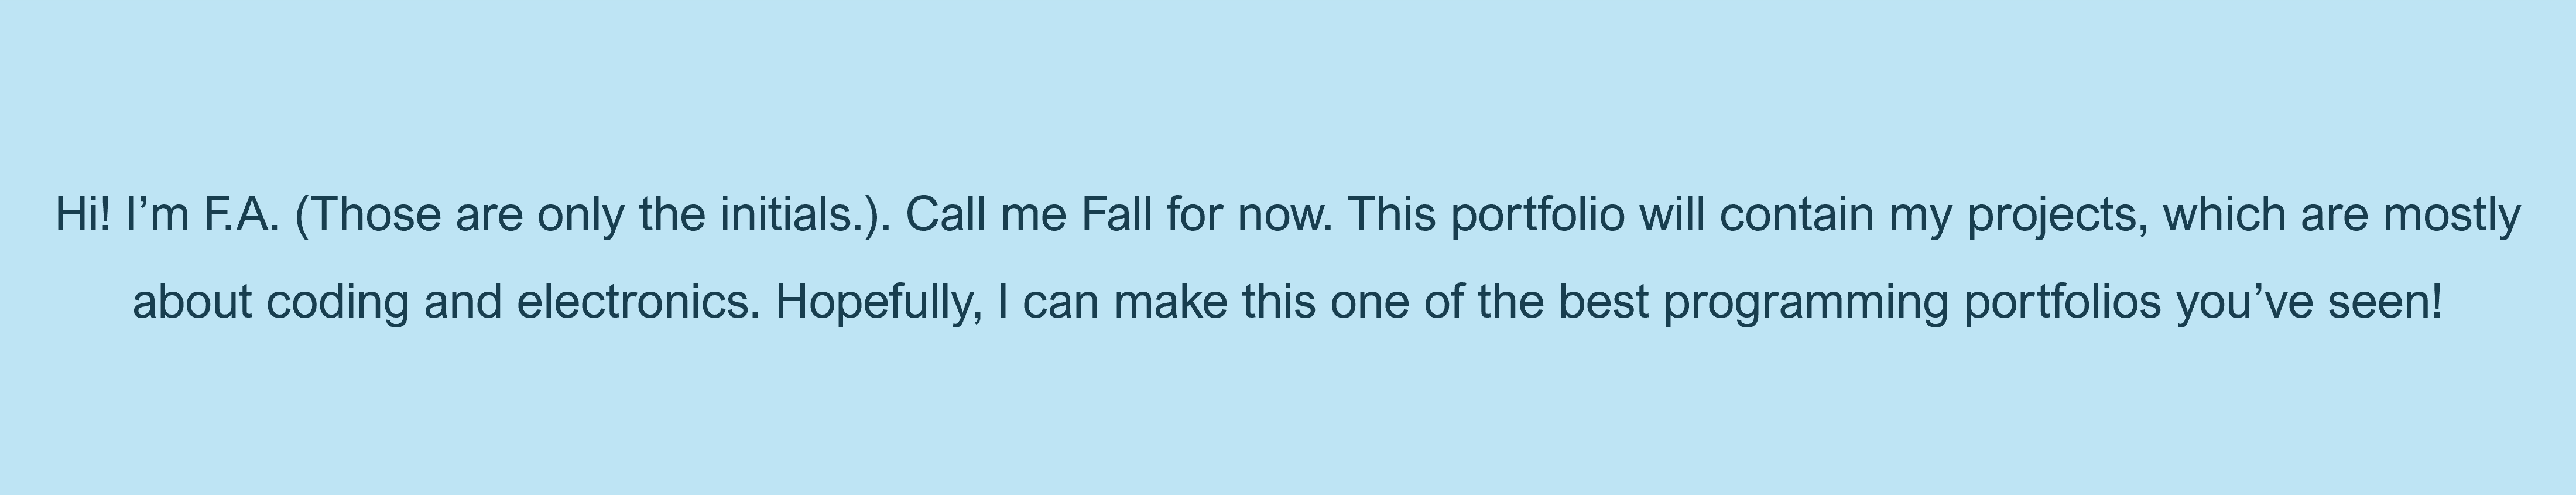 Hi! I’m F.A. (Those are only the initials.). Call me Fall for now. This portfolio will contain my projects, which are mostly
about coding and electronics. Hopefully, I can make this one of the best programming portfolios you’ve seen!